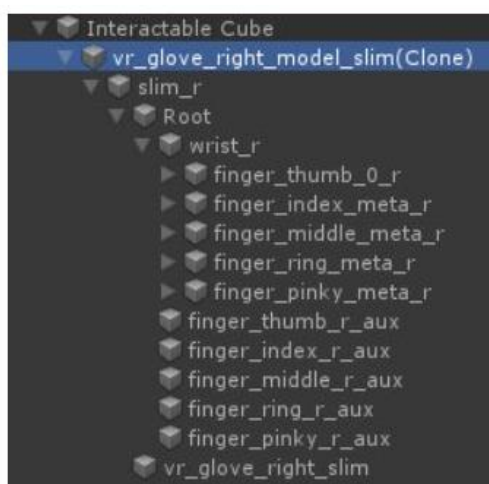 Interactable Cube
vr_glove_right_model_slim(Clone)
slim_r
Root
wrist_r
finger_thumb_0_r
finger_index_meta_r
finger_middle_meta_r
finger_ring_meta_r
finger_pinky_meta_r
finger_thumb_r_aux
finger_index_r_aux
finger_middle_r_aux
finger_ring_r_aux
finger_pinky_r_aux
vr_glove_right_slim